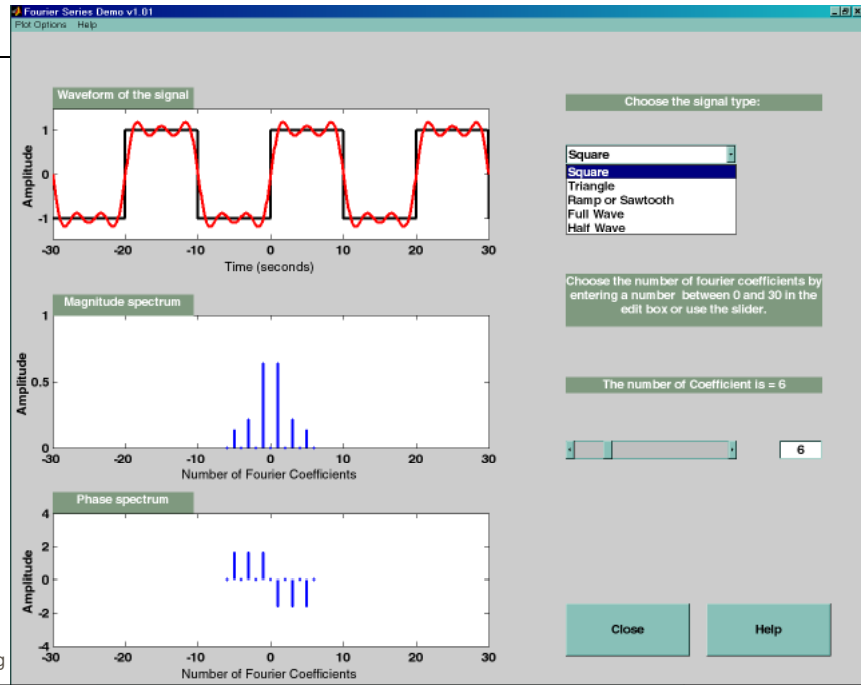 Fourier Series Demo v1.01
Plot Options Help
Waveform of the signal
Amplitude
1
0
-1
-30 -20 -10 0 10 20 30
Time (seconds)
Magnitude spectrum
Amplitude
1
0.5
0
-30 -20 -10 0 10 20 30
Number of Fourier Coefficients
Phase spectrum
Amplitude
4
2
0
-2
-4
-30 -20 -10 0 10 20 30
Number of Fourier Coefficients
Choose the signal type:
Square
Square
Triangle
Ramp or Sawtooth
Full Wave
Half Wave
Choose the number of fourier coefficients by
entering a number between 0 and 30 in the
edit box or use the slider.
The number of Coefficient is = 6
6
Close Help
g